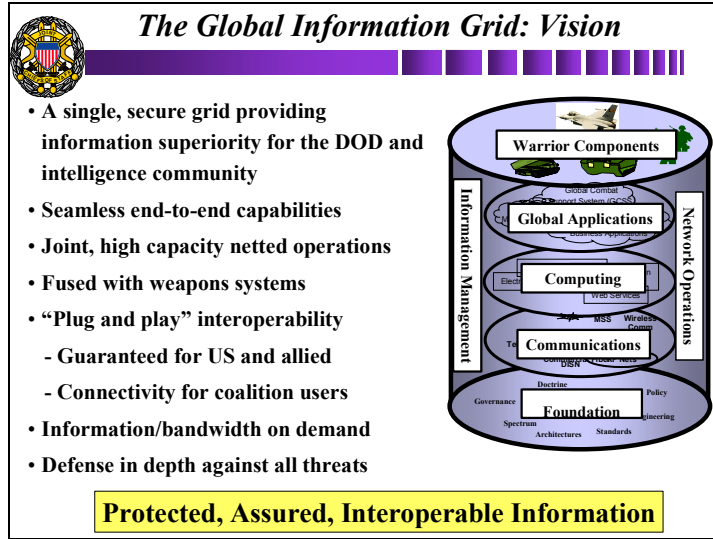 The Global Information Grid: Vision
• A single, secure grid providing
information superiority for the DOD and
intelligence community
• Seamless end-to-end capabilities
• Joint, high capacity netted operations
• Fused with weapons systems
• “Plug and play” interoperability
- Guaranteed for US and allied
- Connectivity for coalition users
• Information/bandwidth on demand
• Defense in depth against all threats
Warrior Components
Information Management
Network Operations
Global Combat
System (GCSS
Global Applications
Business Applications
Computing
Web Services
MSS
Wireless
Comm
Communications
DISN
Nets
Doctrine
Governance
Policy
Foundation
Spectrum
Architectures
Standards
Protected, Assured, Interoperable Information